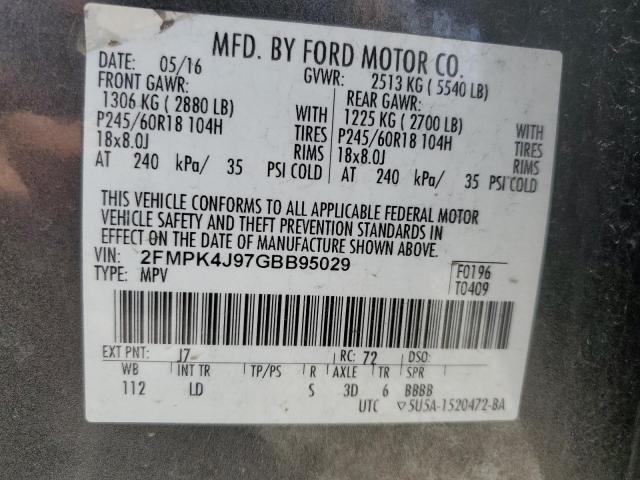 MFD. BY FORD MOTOR CO.
DATE: 05/16 GVWR: 2513 KG ( 5540 LB)
FRONT GAWR: REAR GAWR:
1306 KG ( 2880 LB) WITH 1225 KG ( 2700 LB) WITH
P245/60R18 104H TIRES P245/60R18 104H TIRES
18x8.0J RIMS 18x8.0J RIMS
AT 240 kPa/ 35 PSI COLD AT 240 kPa/ 35 PSI COLD
THIS VEHICLE CONFORMS TO ALL APPLICABLE FEDERAL MOTOR
VEHICLE SAFETY AND THEFT PREVENTION STANDARDS IN
EFFECT ON THE DATE OF MANUFACTURE SHOWN ABOVE.
VIN: 2FMPK4J97GBB95029 F0196
TYPE: MPV T0409
EXT PNT: J7 RC: 72 DSO:
WB INT TR TP/PS R AXLE TR SPR
112 LD S 3D 6 BBBB
UTC ▽5U5A-1520472-BA